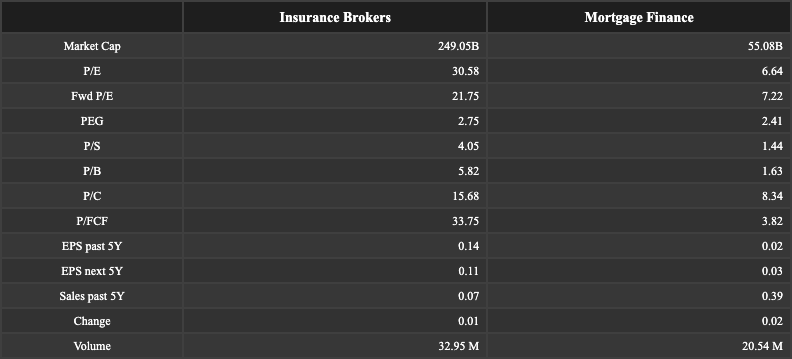 Insurance Brokers Mortgage Finance
Market Cap 249.05B 55.08B
P/E 30.58 6.64
Fwd P/E 21.75 7.22
PEG 2.75 2.41
P/S 4.05 1.44
P/B 5.82 1.63
P/C 15.68 8.34
P/FCF 33.75 3.82
EPS past 5Y 0.14 0.02
EPS next 5Y 0.11 0.03
Sales past 5Y 0.07 0.39
Change 0.01 0.02
Volume 32.95 M 20.54 M